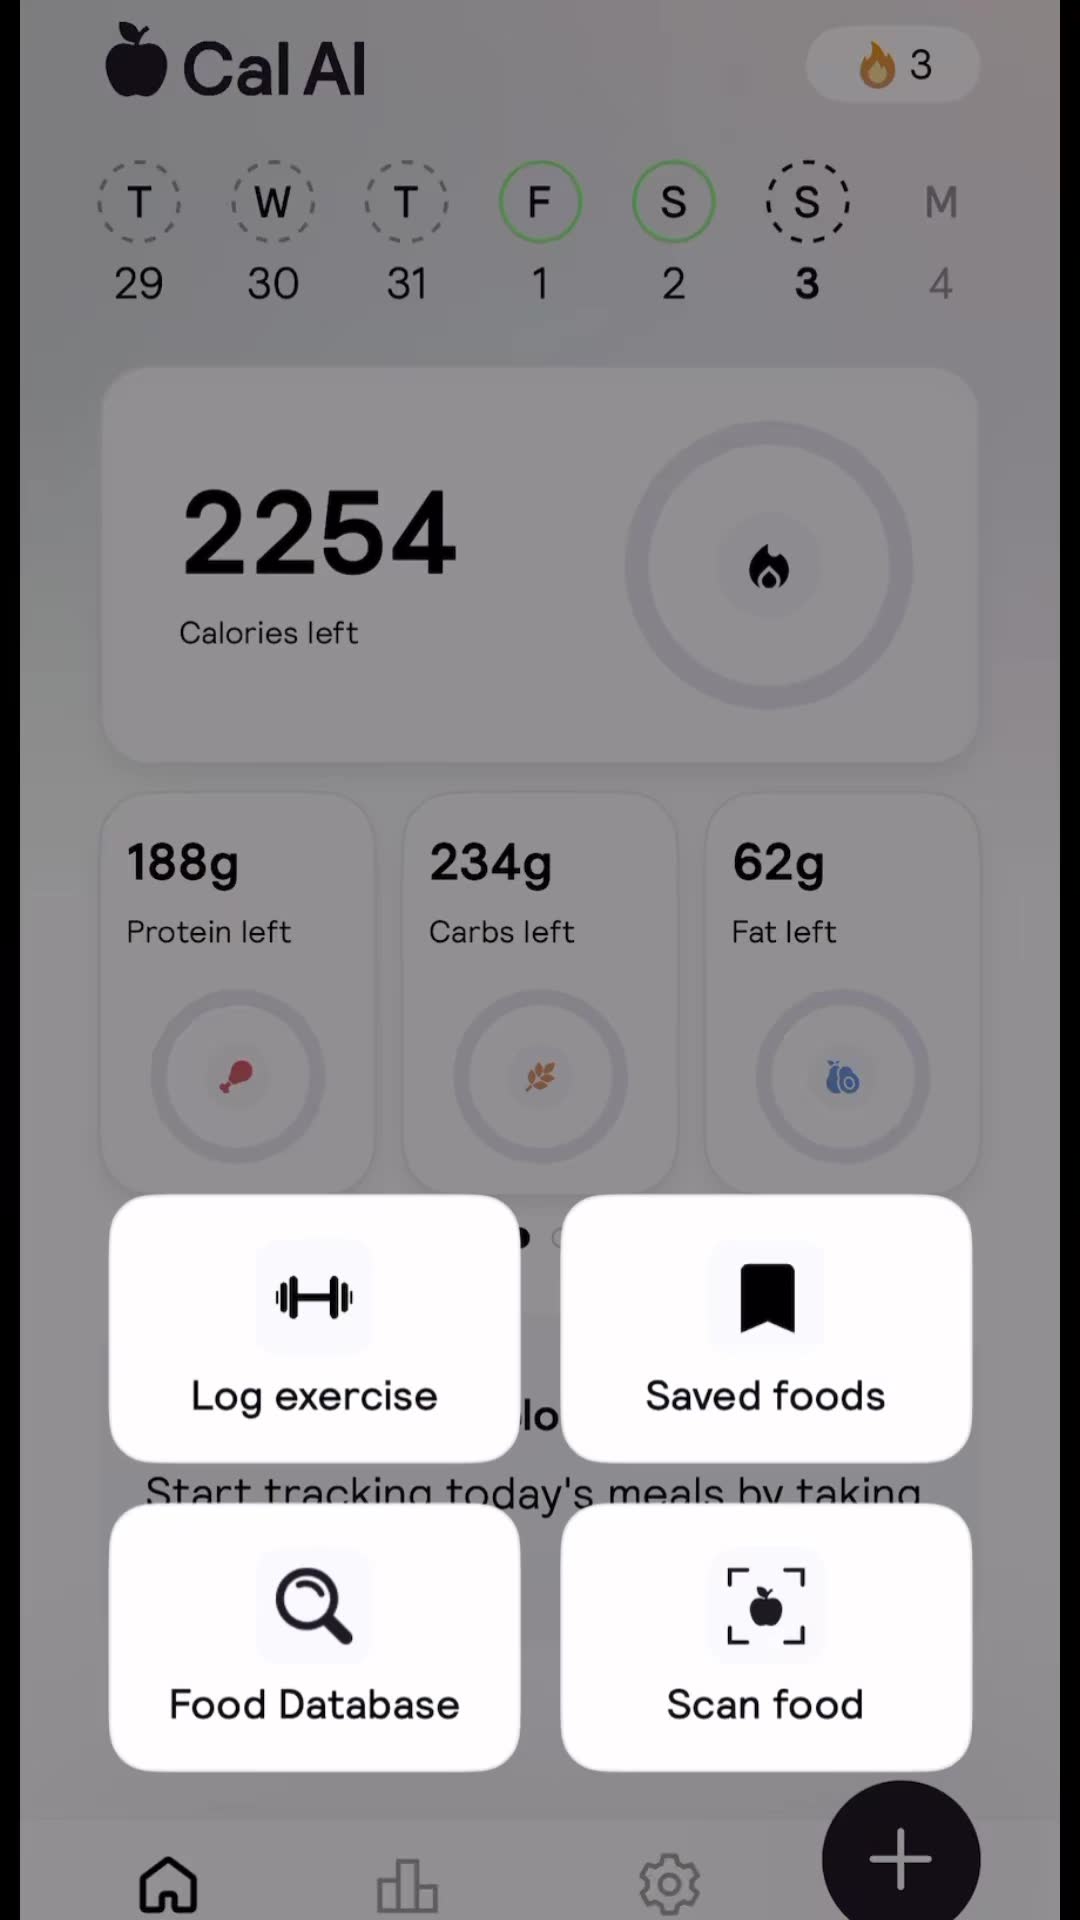 Cal AI
3
T W T F S S M
29 30 31 1 2 3 4
2254
Calories left
188g 234g 62g
Protein left Carbs left Fat left
Log exercise Saved foods
lo
Start tracking today's meals by taking
Food Database Scan food